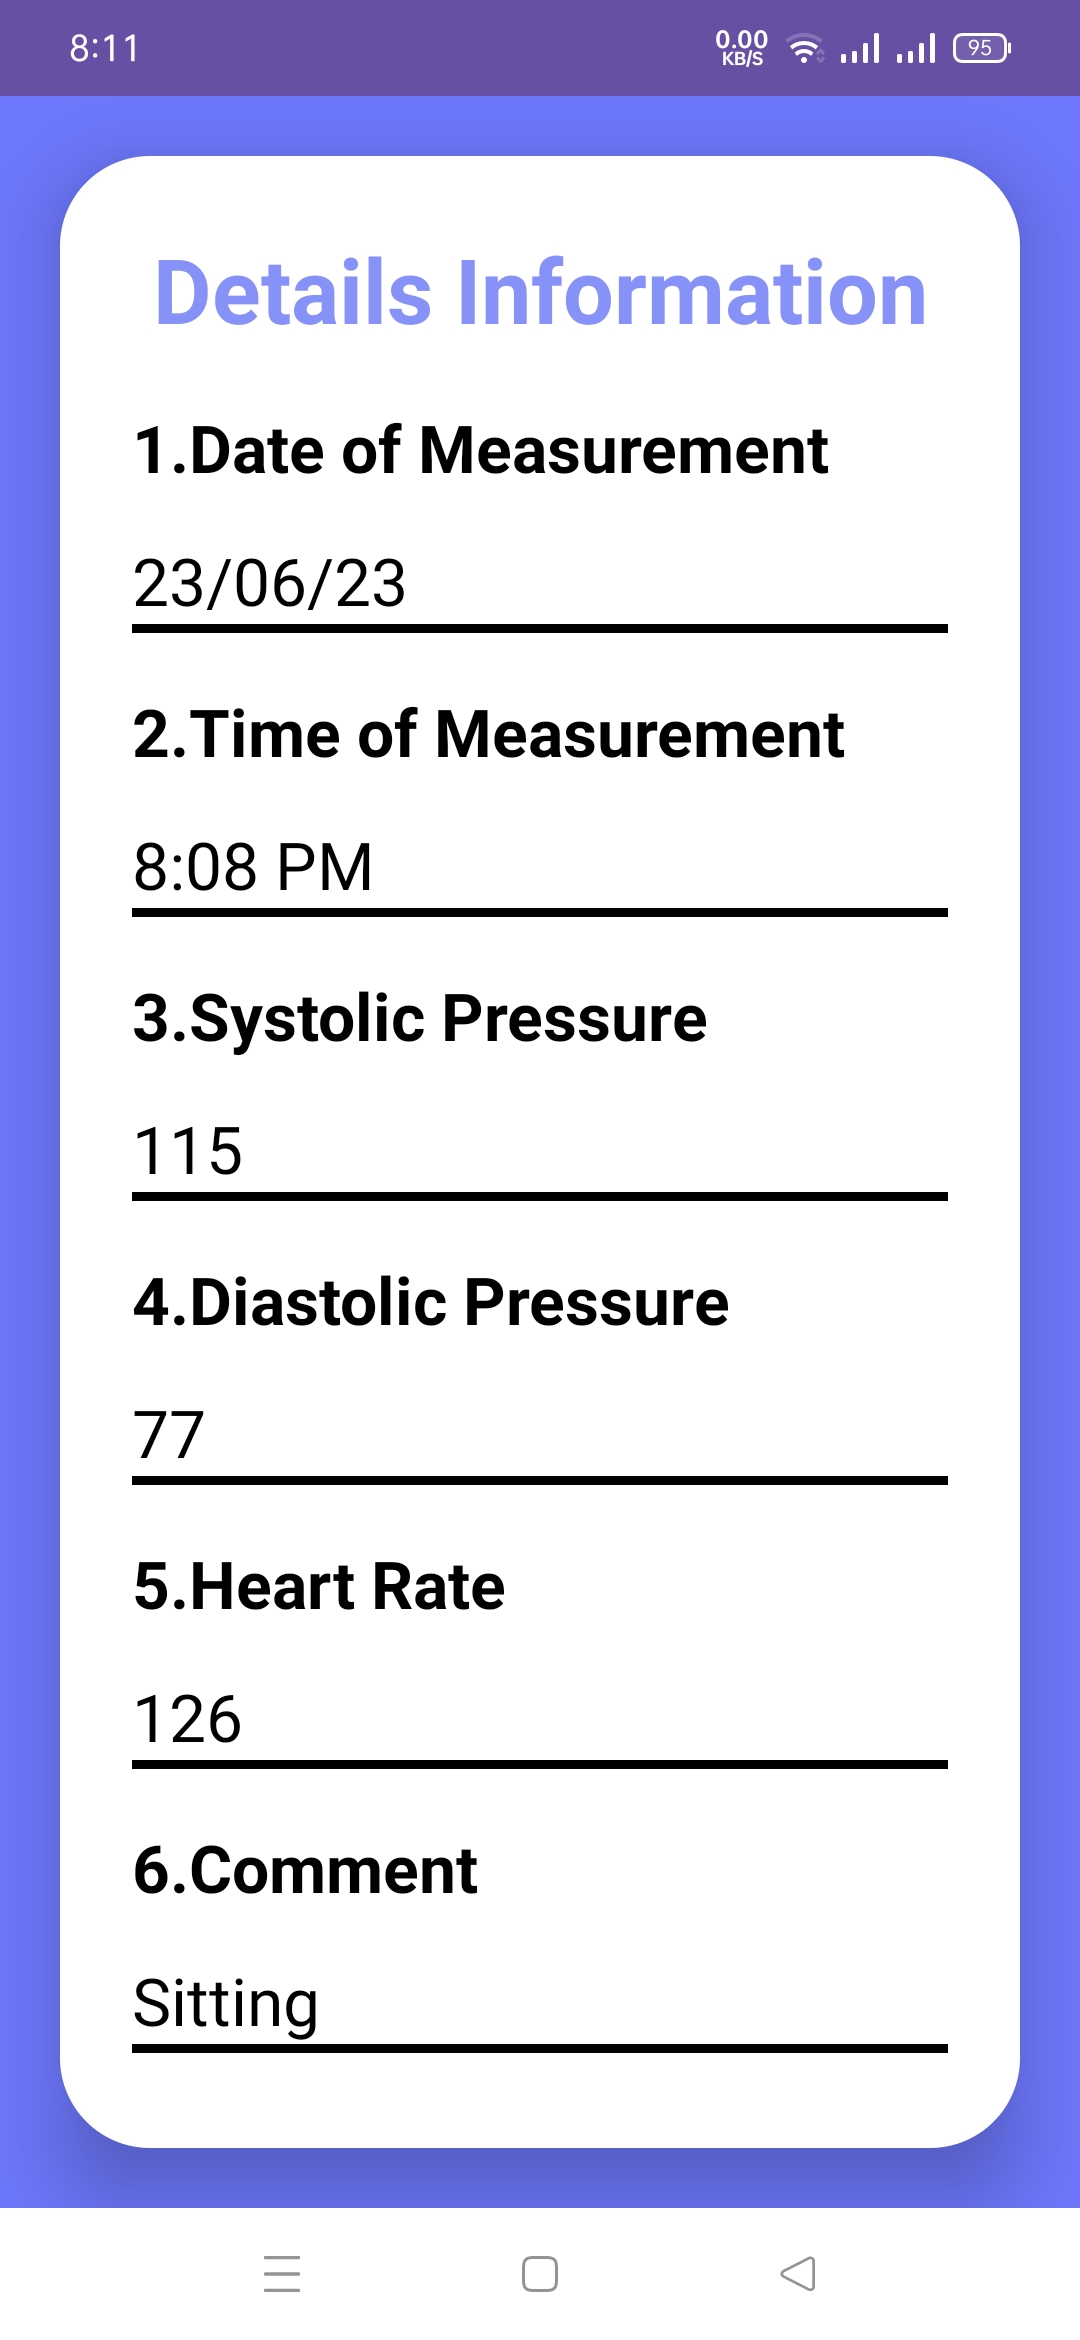 8:11
0.00
KB/S
95
Details Information
1.Date of Measurement
23/06/23
2.Time of Measurement
8:08 PM
3.Systolic Pressure
115
4.Diastolic Pressure
77
5.Heart Rate
126
6.Comment
Sitting